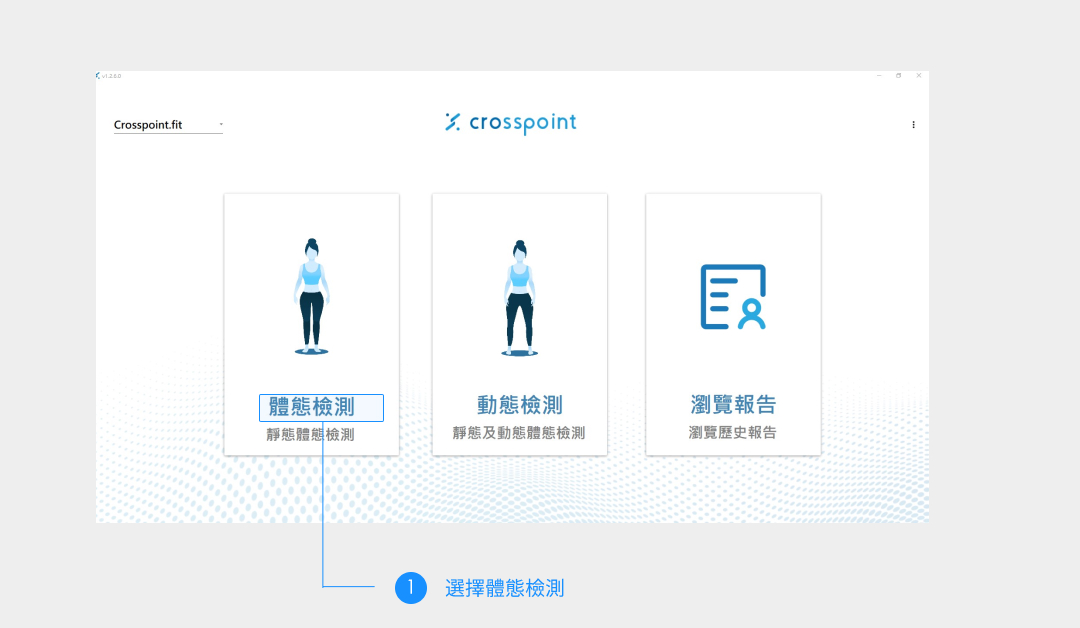 v1.2.6.0
Crosspoint.fit
crosspoint
體態檢測
靜態體態檢測
動態檢測
靜態及動態體態檢測
瀏覽報告
瀏覽歷史報告
1 選擇體態檢測